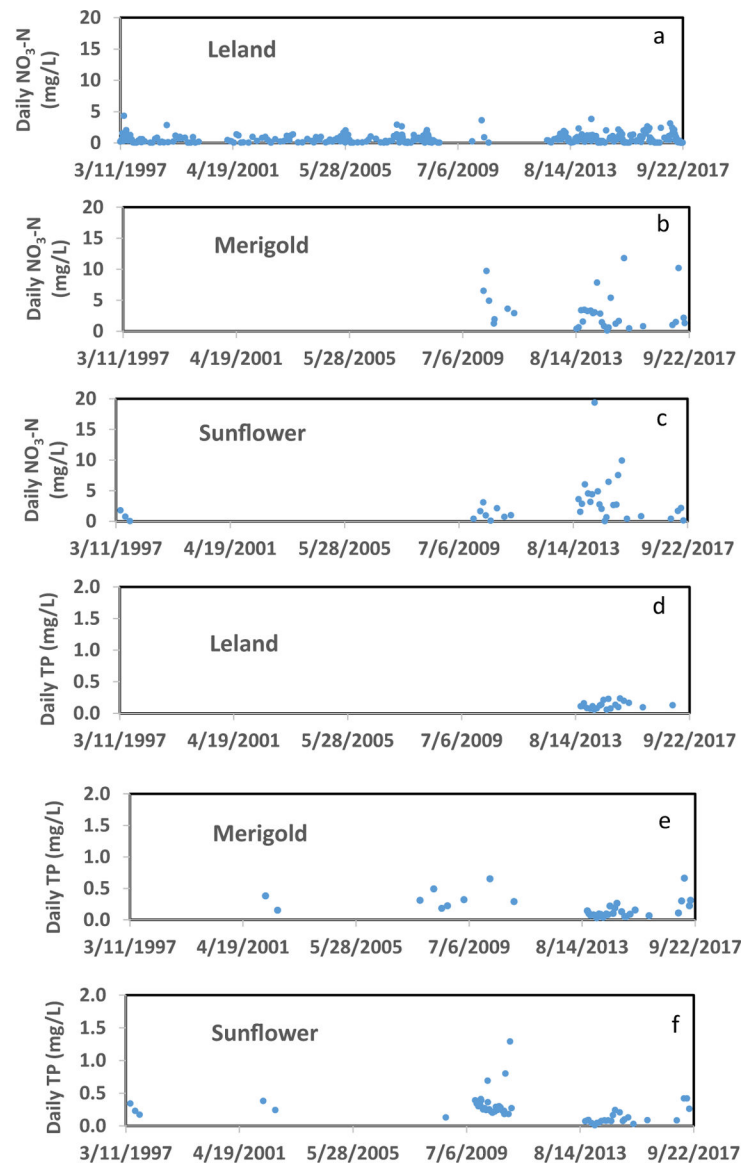 a
Leland
Daily NO3-N
(mg/L)
20
15
10
5
0
3/11/1997 4/19/2001 5/28/2005 7/6/2009 8/14/2013 9/22/2017
b
Merigold
Daily NO3-N
(mg/L)
20
15
10
5
0
3/11/1997 4/19/2001 5/28/2005 7/6/2009 8/14/2013 9/22/2017
c
Sunflower
Daily NO3-N
(mg/L)
20
15
10
5
0
3/11/1997 4/19/2001 5/28/2005 7/6/2009 8/14/2013 9/22/2017
d
Leland
Daily TP (mg/L)
2.0
1.5
1.0
0.5
0.0
3/11/1997 4/19/2001 5/28/2005 7/6/2009 8/14/2013 9/22/2017
e
Merigold
Daily TP (mg/L)
2.0
1.5
1.0
0.5
0.0
3/11/1997 4/19/2001 5/28/2005 7/6/2009 8/14/2013 9/22/2017
f
Sunflower
Daily TP (mg/L)
2.0
1.5
1.0
0.5
0.0
3/11/1997 4/19/2001 5/28/2005 7/6/2009 8/14/2013 9/22/2017